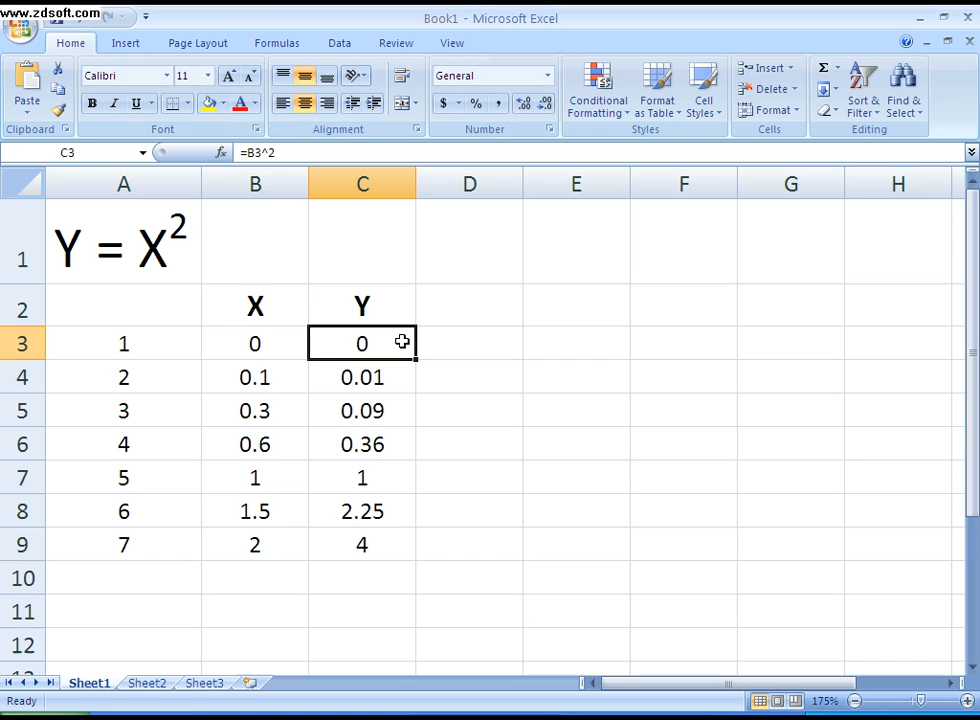 www.zdsoft.com
Book1 - Microsoft Excel
Home Insert Page Layout Formulas Data Review View
Calibri 11 General
Paste
B I U $ % ,
Conditional Formatting
Format as Table
Cell Styles
Insert
Delete
Format
Sort & Filter
Find & Select
Clipboard Font Alignment Number Styles Cells Editing
C3 fx =B3^2
A B C D E F G H
1 Y = X²
2 X Y
3 1 0 0
4 2 0.1 0.01
5 3 0.3 0.09
6 4 0.6 0.36
7 5 1 1
8 6 1.5 2.25
9 7 2 4
10
11
12
Sheet1 Sheet2 Sheet3
Ready 175%